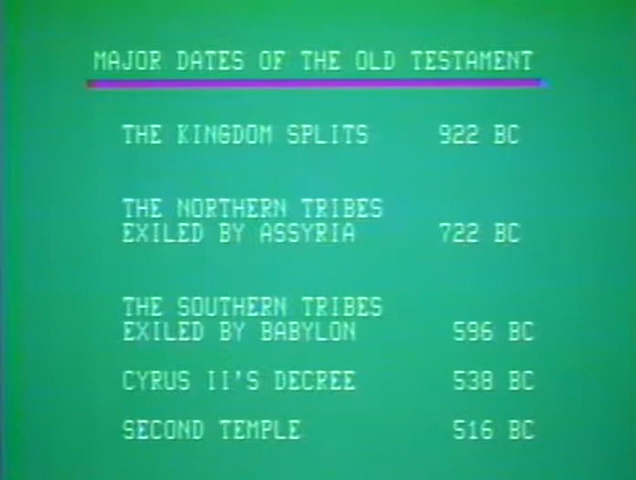 MAJOR DATES OF THE OLD TESTAMENT
THE KINGDOM SPLITS 922 BC
THE NORTHERN TRIBES
EXILED BY ASSYRIA 722 BC
THE SOUTHERN TRIBES
EXILED BY BABYLON 596 BC
CYRUS II'S DECREE 538 BC
SECOND TEMPLE 516 BC